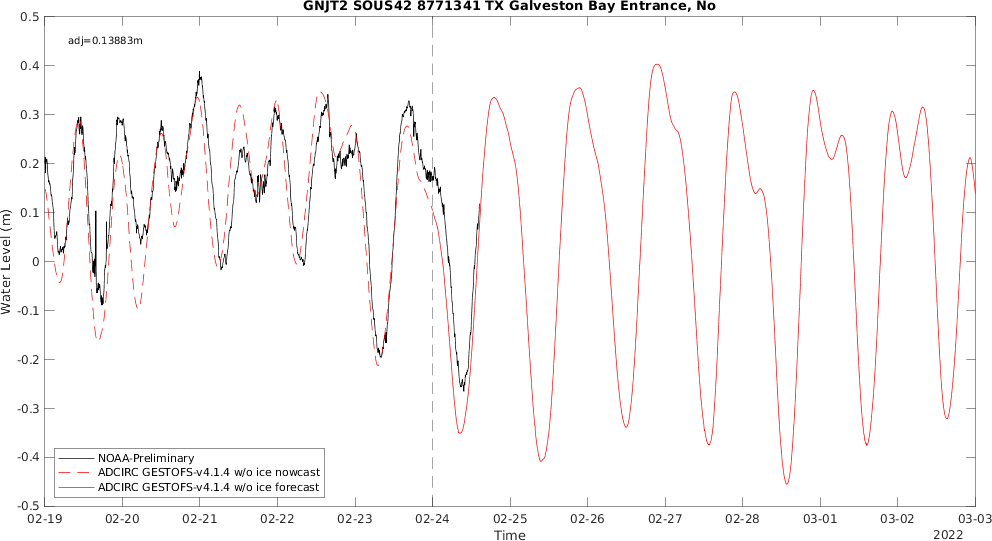 GNJT2 SOUS42 8771341 TX Galveston Bay Entrance, No
adj=0.13883m
0.5
0.4
0.3
0.2
0.1
0
-0.1
-0.2
-0.3
-0.4
-0.5
Water Level (m)
NOAA-Preliminary
ADCIRC GESTOFS-v4.1.4 w/o ice nowcast
ADCIRC GESTOFS-v4.1.4 w/o ice forecast
02-19 02-20 02-21 02-22 02-23 02-24 02-25 02-26 02-27 02-28 03-01 03-02 03-03
Time
2022